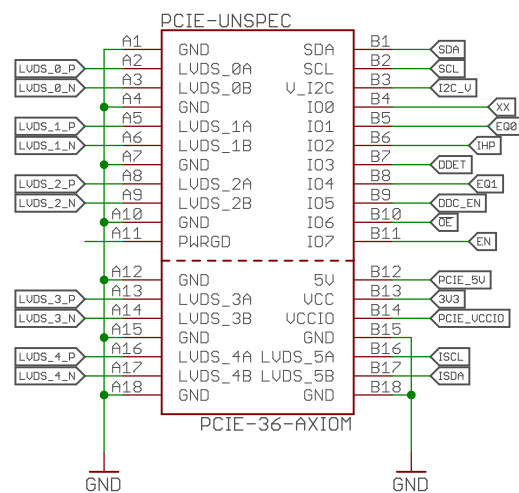 PCIE-UNSPEC
A1 GND SDA B1 SDA
LVDS_0_P A2 LVDS_0A SCL B2 SCL
LVDS_0_N A3 LVDS_0B V_I2C B3 I2C_V
A4 GND IO0 B4 XX
LVDS_1_P A5 LVDS_1A IO1 B5 EQ0
LVDS_1_N A6 LVDS_1B IO2 B6 IHP
A7 GND IO3 B7 DDET
LVDS_2_P A8 LVDS_2A IO4 B8 EQ1
LVDS_2_N A9 LVDS_2B IO5 B9 DDC_EN
A10 GND IO6 B10 OE
A11 PWRGD IO7 B11 EN
A12 GND 5V B12 PCIE_5V
LVDS_3_P A13 LVDS_3A VCC B13 3V3
LVDS_3_N A14 LVDS_3B VCCIO B14 PCIE_VCCIO
A15 GND GND B15
LVDS_4_P A16 LVDS_4A LVDS_5A B16 ISCL
LVDS_4_N A17 LVDS_4B LVDS_5B B17 ISDA
A18 GND GND B18
PCIE-36-AXIOM
GND GND